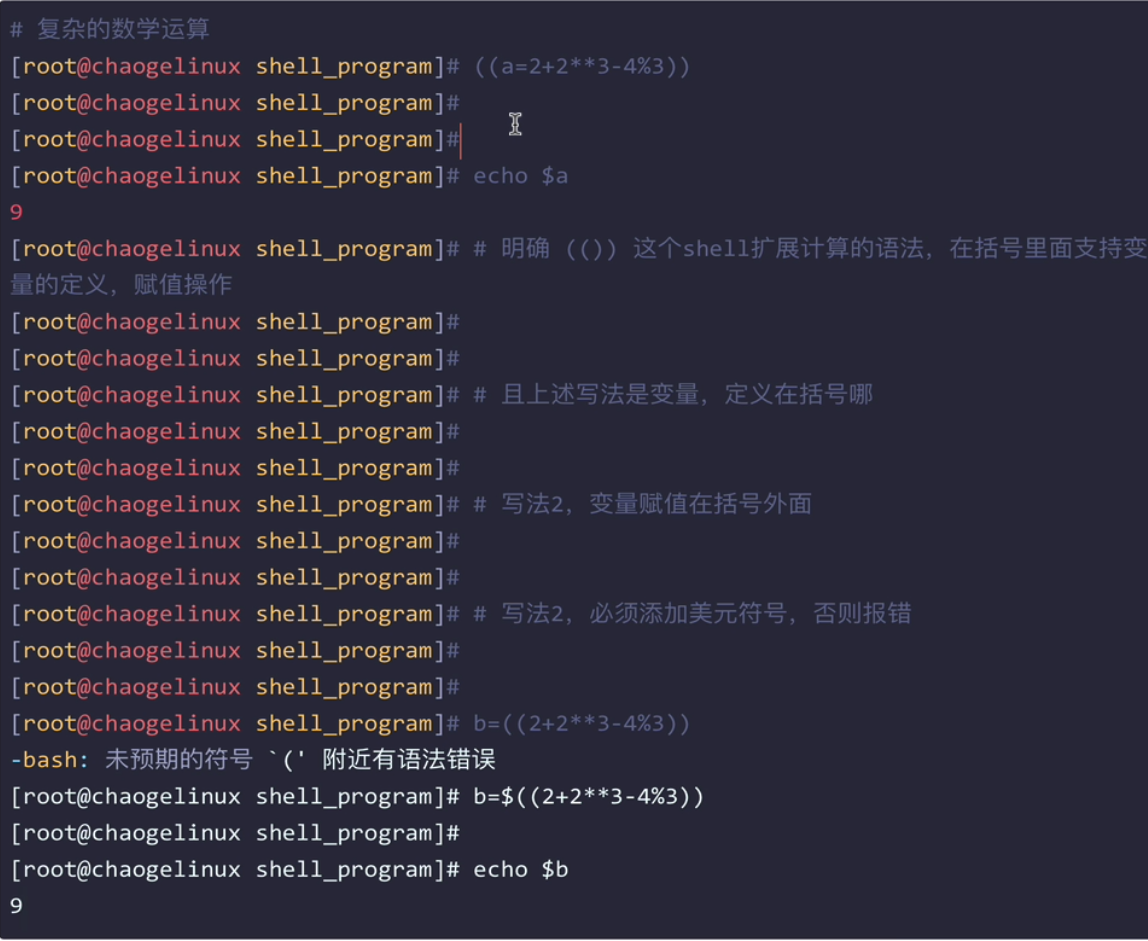 # 复杂的数学运算
[root@chaogelinux shell_program]# ((a=2+2**3-4%3))
[root@chaogelinux shell_program]#
[root@chaogelinux shell_program]#
[root@chaogelinux shell_program]# echo $a
9
[root@chaogelinux shell_program]# # 明确 (()) 这个shell扩展计算的语法，在括号里面支持变
量的定义，赋值操作
[root@chaogelinux shell_program]#
[root@chaogelinux shell_program]#
[root@chaogelinux shell_program]# # 且上述写法是变量，定义在括号哪
[root@chaogelinux shell_program]#
[root@chaogelinux shell_program]#
[root@chaogelinux shell_program]# # 写法2，变量赋值在括号外面
[root@chaogelinux shell_program]#
[root@chaogelinux shell_program]#
[root@chaogelinux shell_program]# # 写法2，必须添加美元符号，否则报错
[root@chaogelinux shell_program]#
[root@chaogelinux shell_program]#
[root@chaogelinux shell_program]# b=((2+2**3-4%3))
-bash: 未预期的符号 `(' 附近有语法错误
[root@chaogelinux shell_program]# b=$((2+2**3-4%3))
[root@chaogelinux shell_program]#
[root@chaogelinux shell_program]# echo $b
9